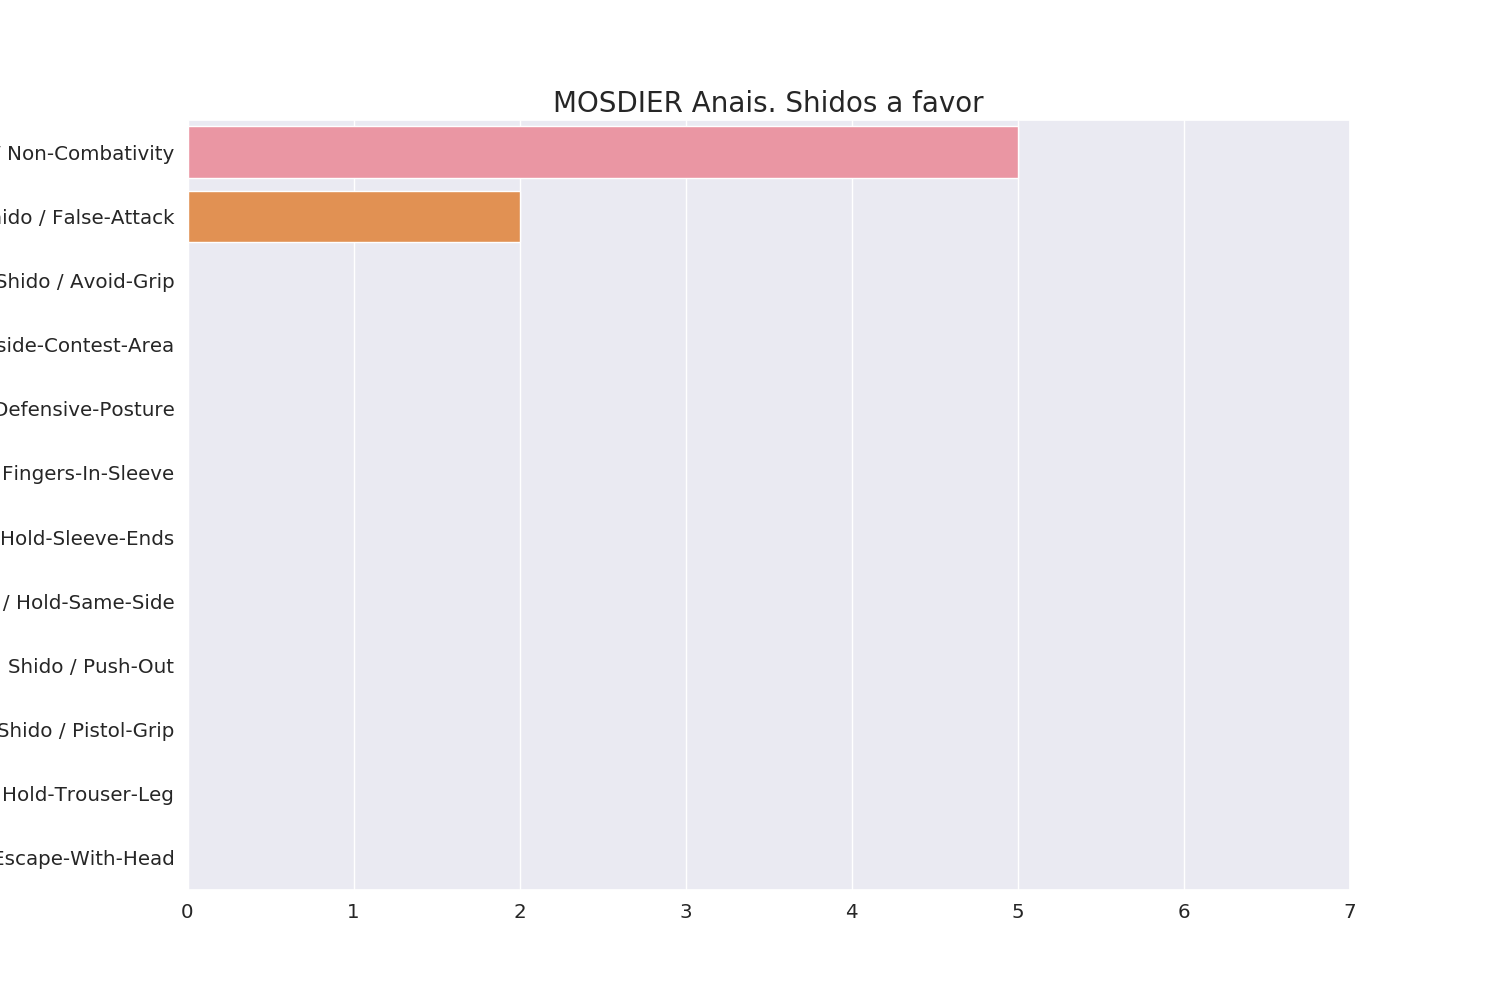 MOSDIER Anais. Shidos a favor
/ Non-Combativity
ido / False-Attack
Shido / Avoid-Grip
side-Contest-Area
Defensive-Posture
Fingers-In-Sleeve
Hold-Sleeve-Ends
/ Hold-Same-Side
Shido / Push-Out
Shido / Pistol-Grip
Hold-Trouser-Leg
Escape-With-Head
0 1 2 3 4 5 6 7